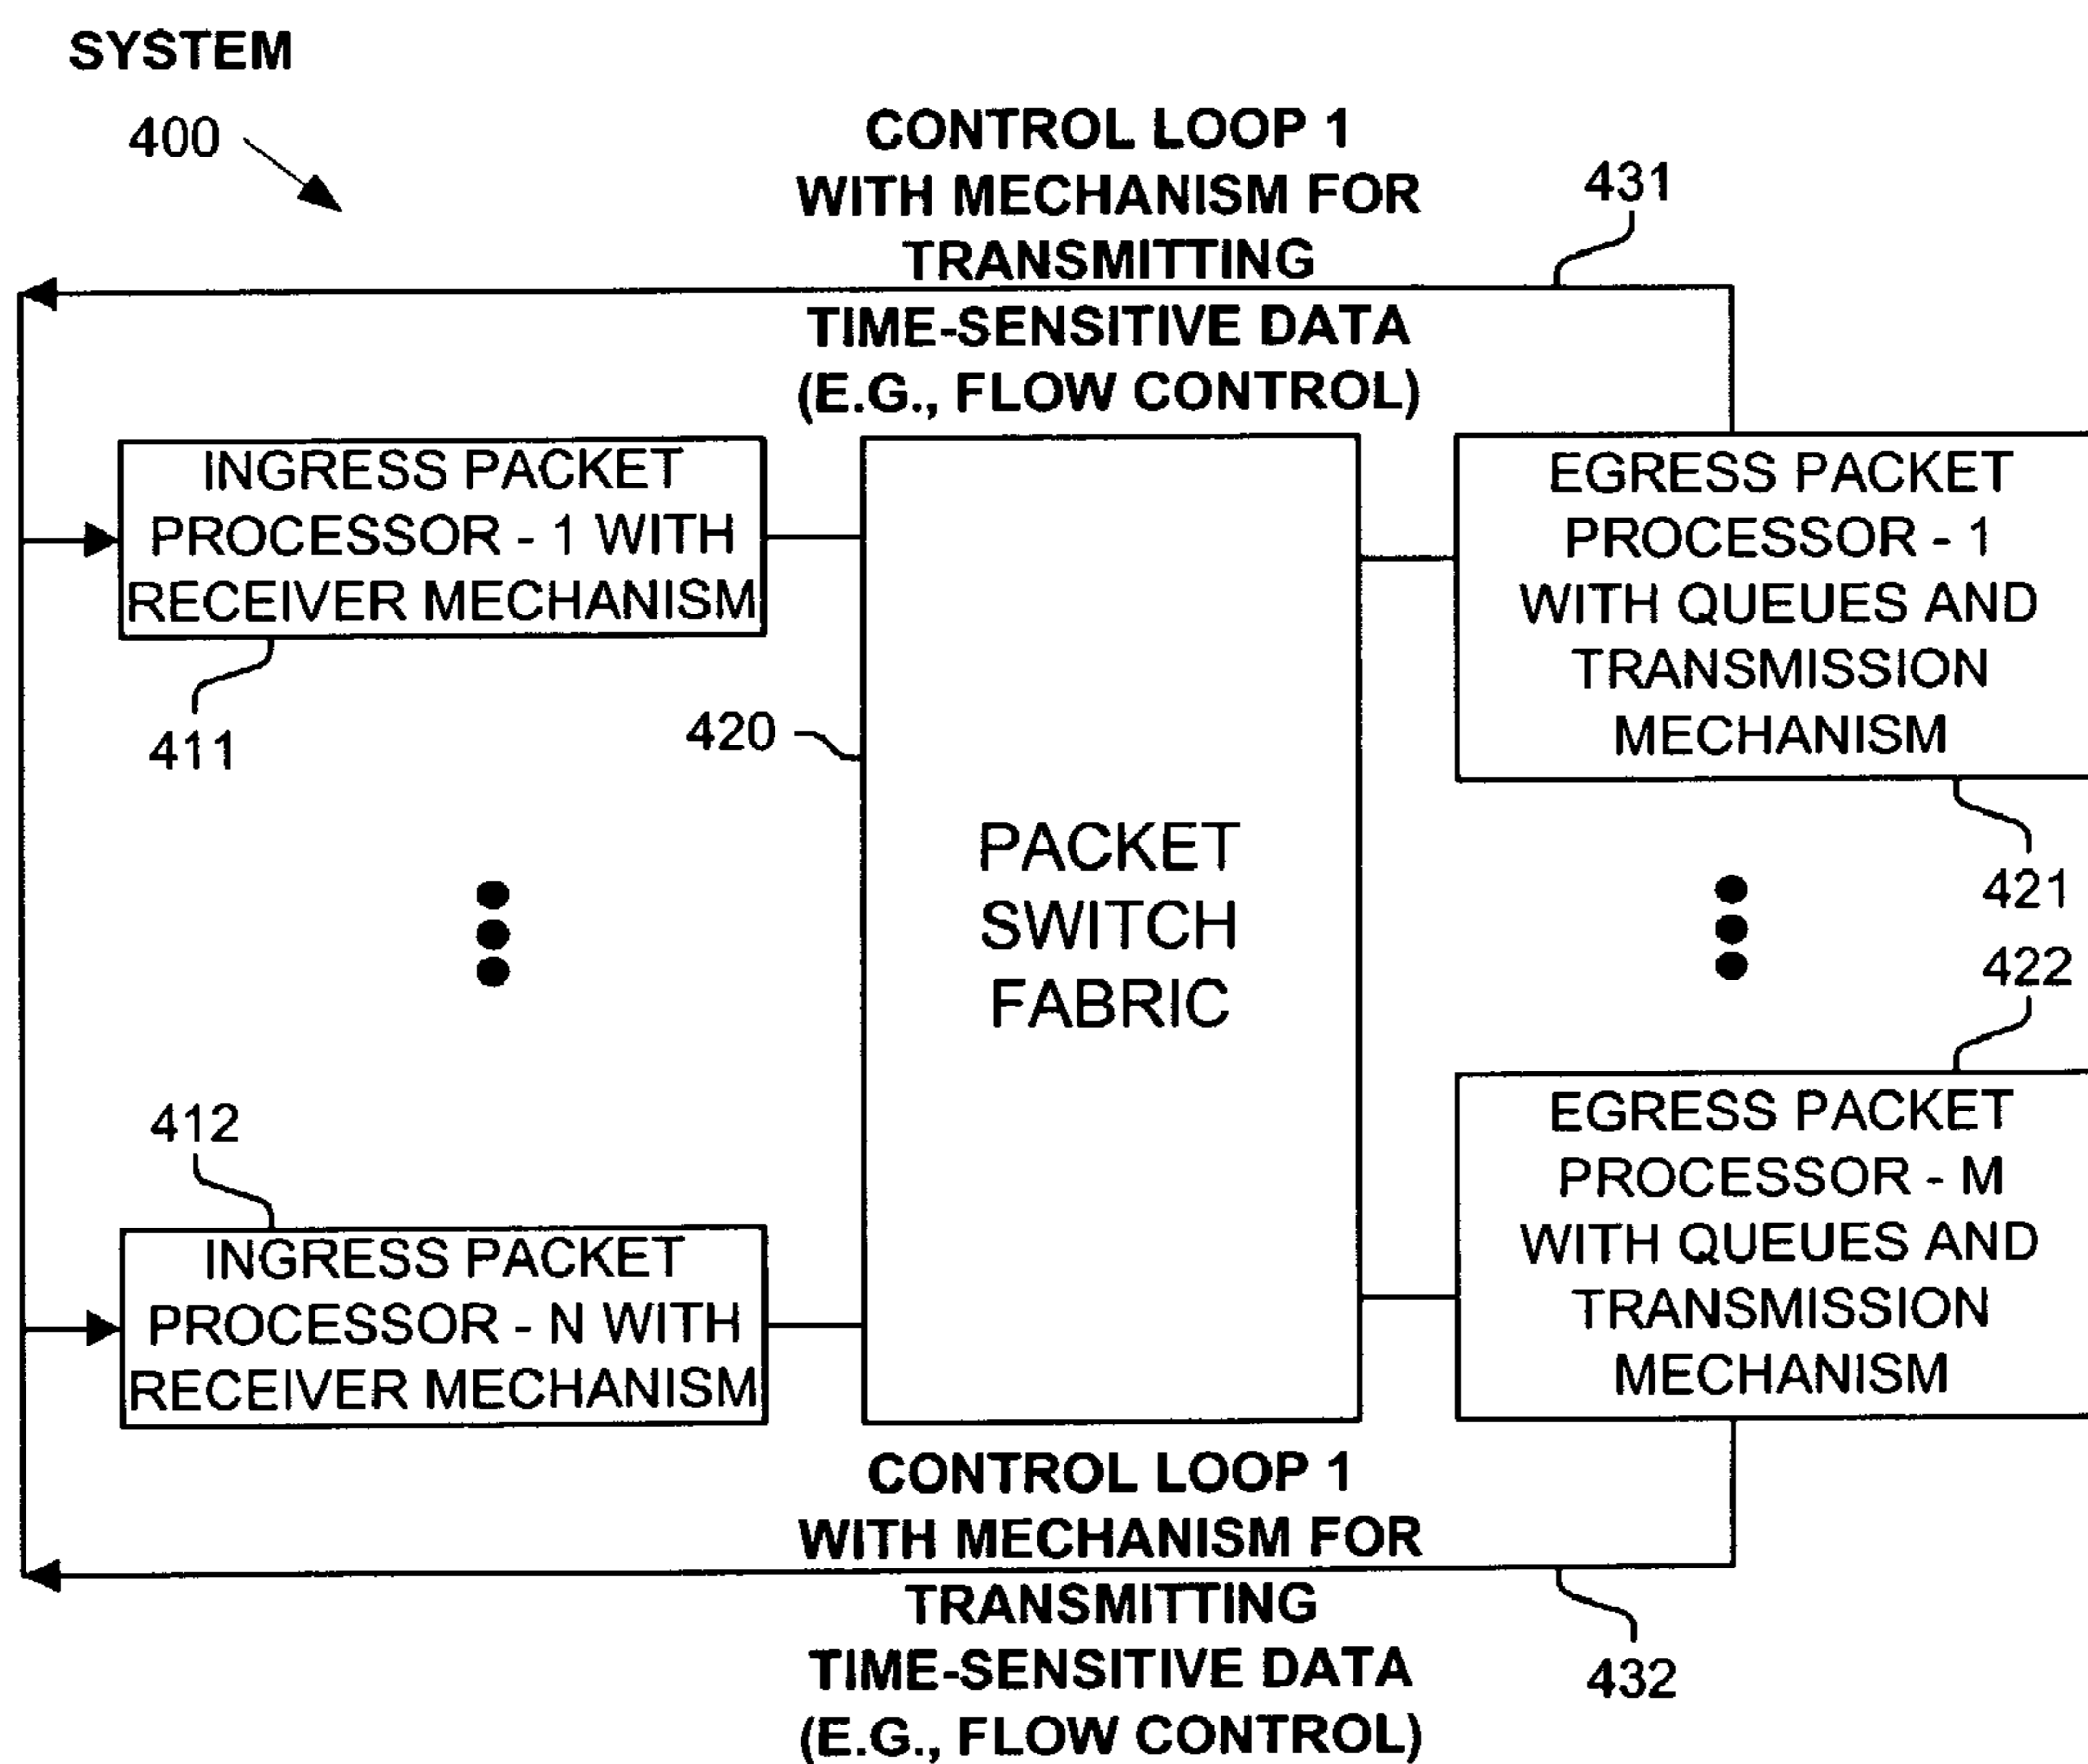 SYSTEM
400
CONTROL LOOP 1
WITH MECHANISM FOR
TRANSMITTING
TIME-SENSITIVE DATA
(E.G., FLOW CONTROL)
431
INGRESS PACKET
PROCESSOR - 1 WITH
RECEIVER MECHANISM
411
420
PACKET
SWITCH
FABRIC
EGRESS PACKET
PROCESSOR - 1
WITH QUEUES AND
TRANSMISSION
MECHANISM
421
422
412
INGRESS PACKET
PROCESSOR - N WITH
RECEIVER MECHANISM
EGRESS PACKET
PROCESSOR - M
WITH QUEUES AND
TRANSMISSION
MECHANISM
CONTROL LOOP 1
WITH MECHANISM FOR
TRANSMITTING
TIME-SENSITIVE DATA
(E.G., FLOW CONTROL)
432